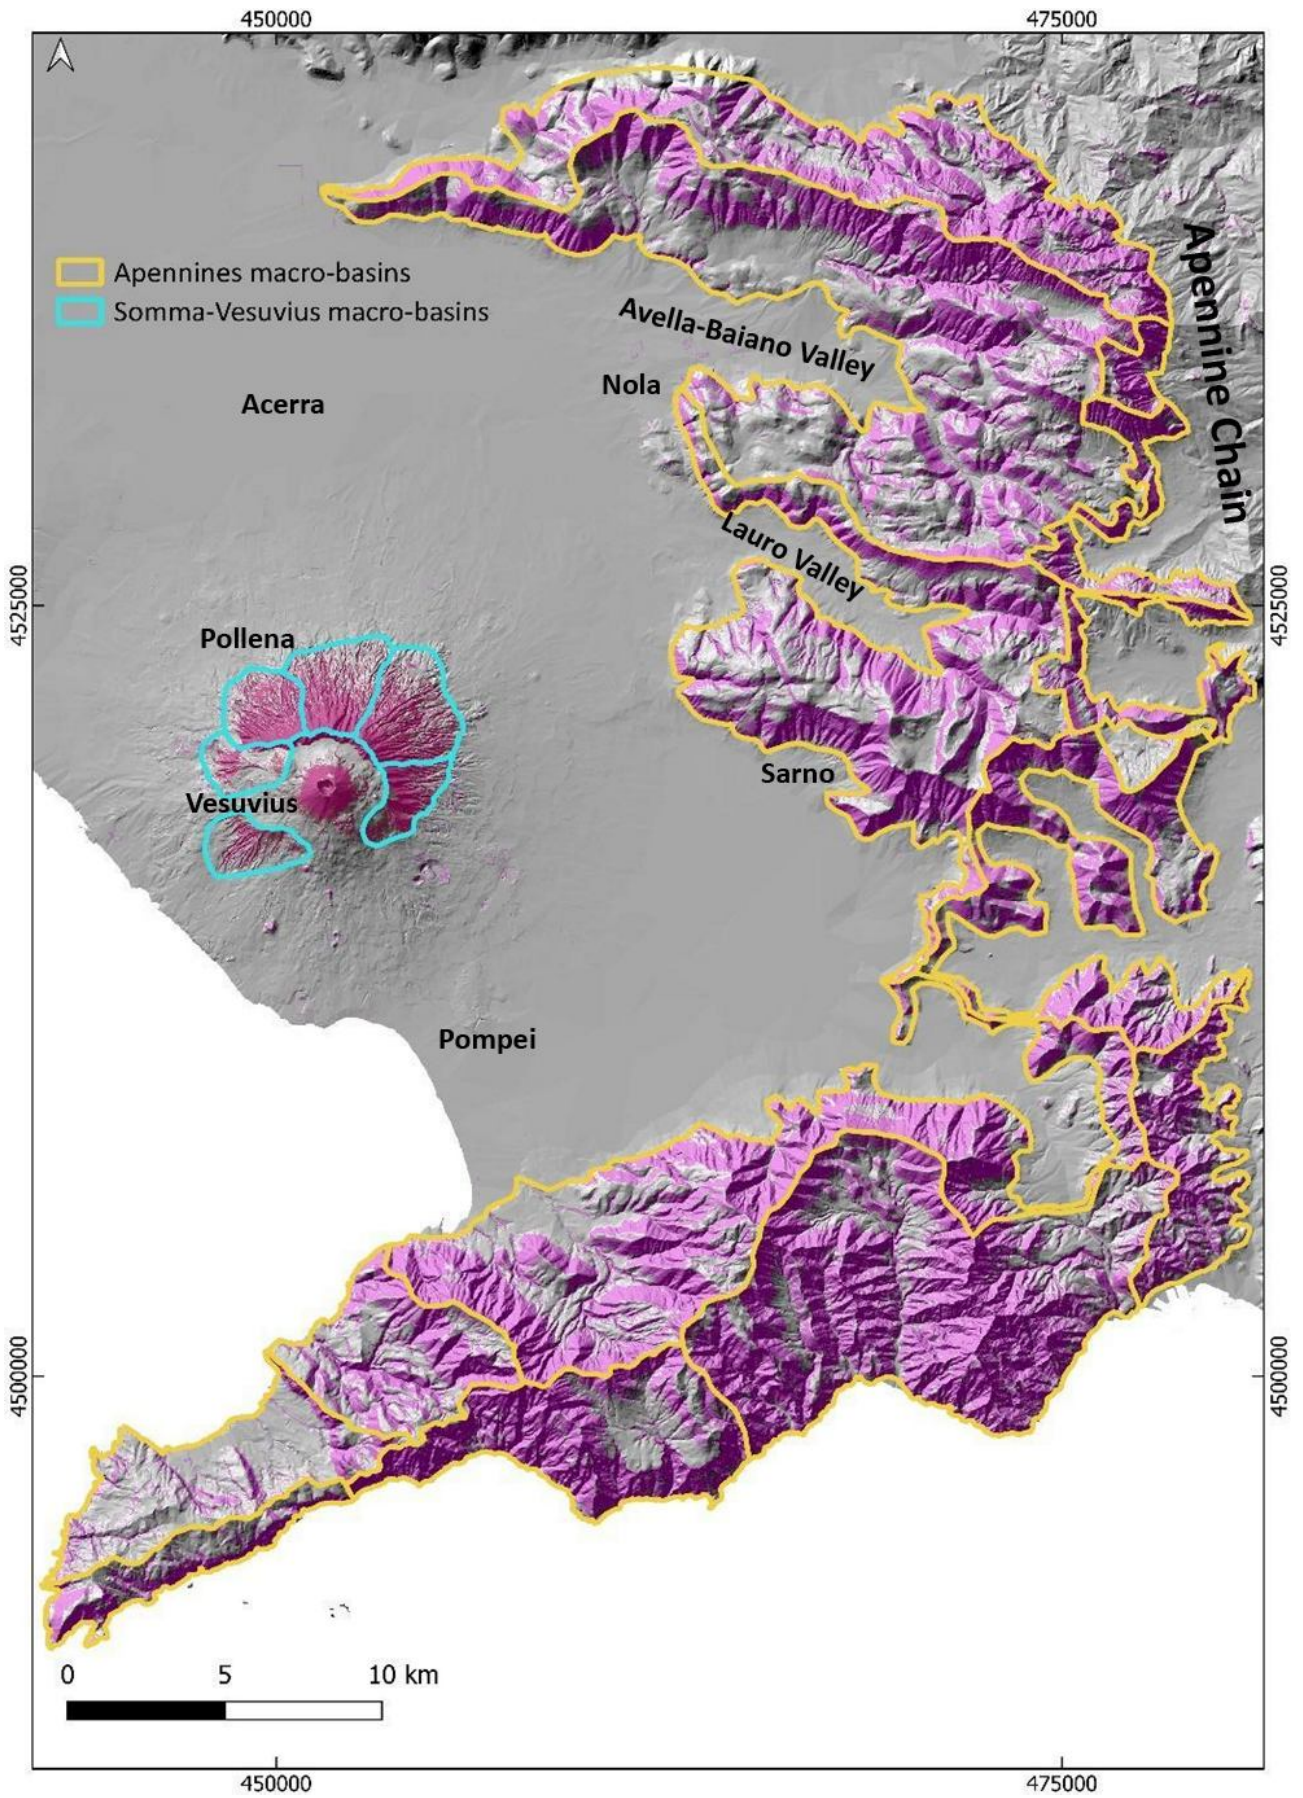 450000 475000
Apennines macro-basins
Somma-Vesuvius macro-basins
Apennine Chain
Avella-Baiano Valley
Nola
Acerra
Lauro Valley
4525000 4525000
Pollena
Sarno
Vesuvius
Pompei
4500000 4500000
0 5 10 km
450000 475000